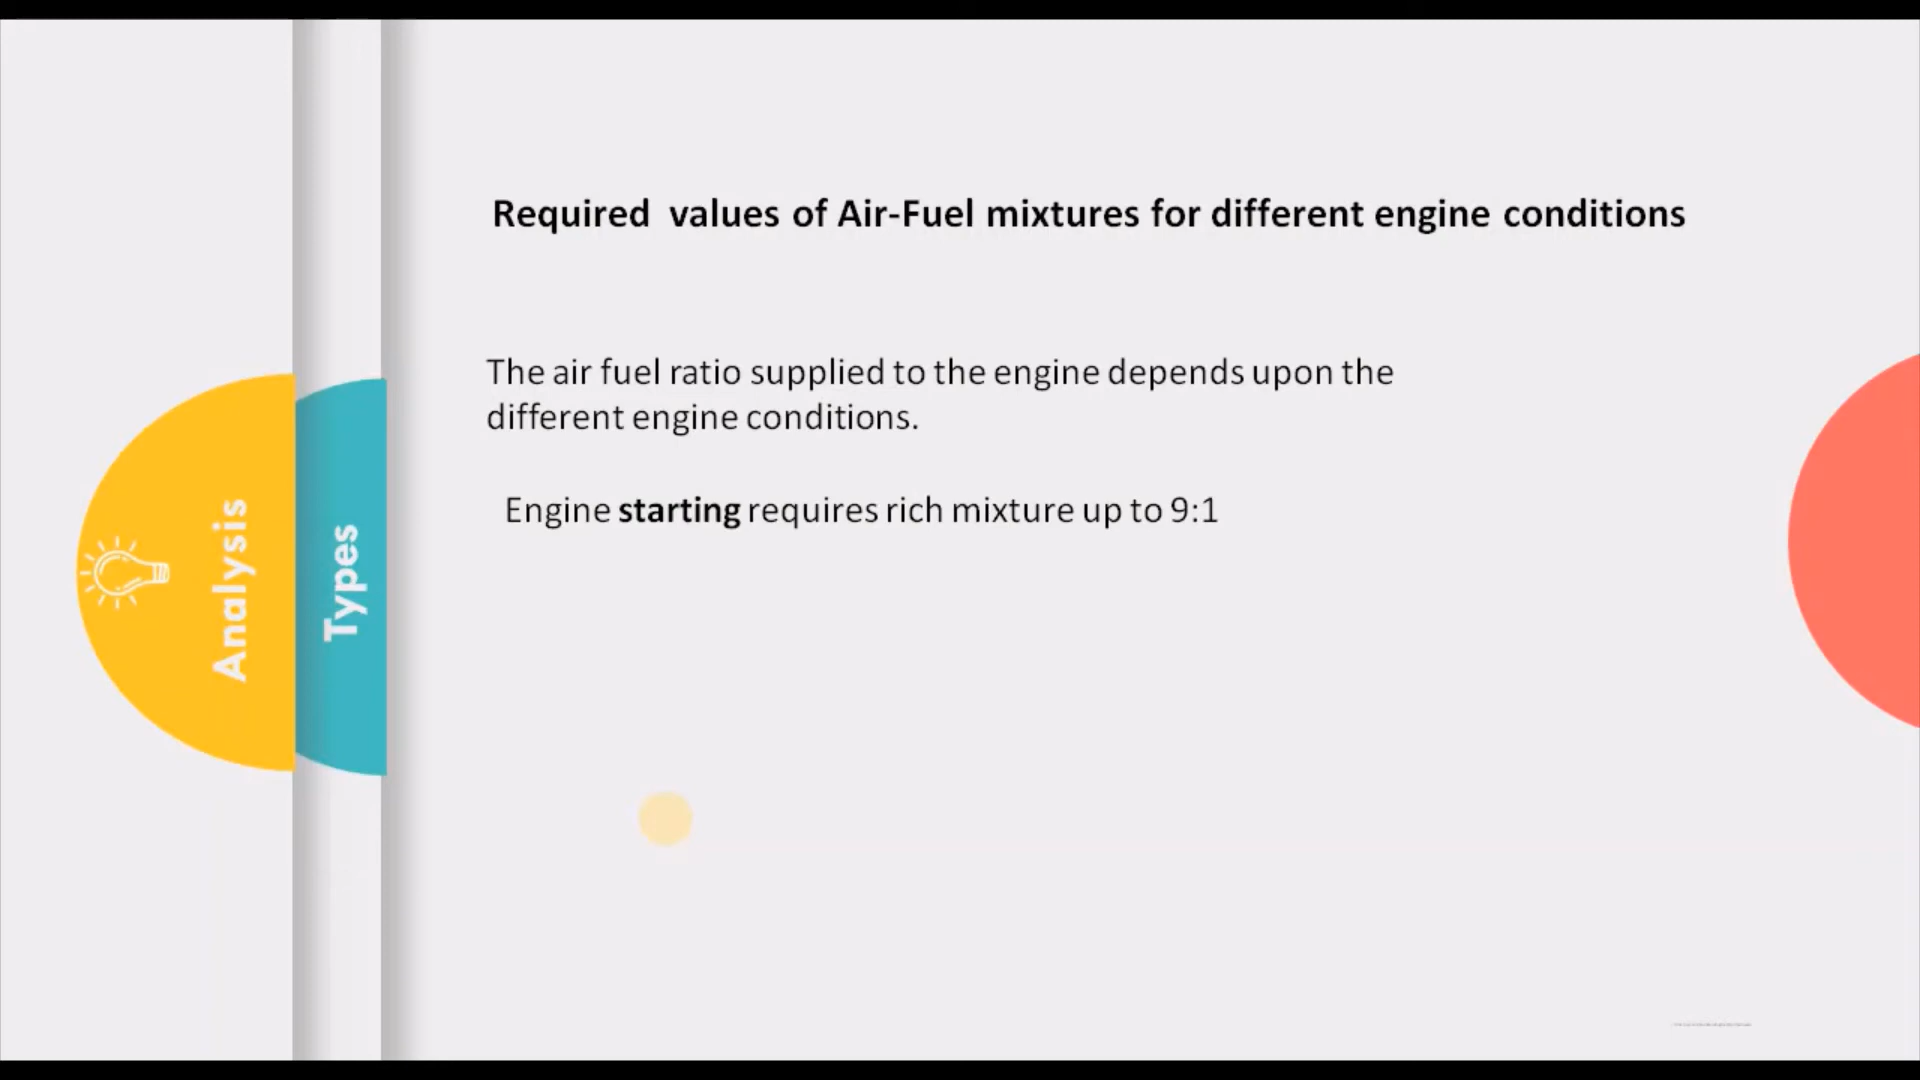 Required values of Air-Fuel mixtures for different engine conditions
The air fuel ratio supplied to the engine depends upon the
different engine conditions.
Engine starting requires rich mixture up to 9:1
Analysis
Types